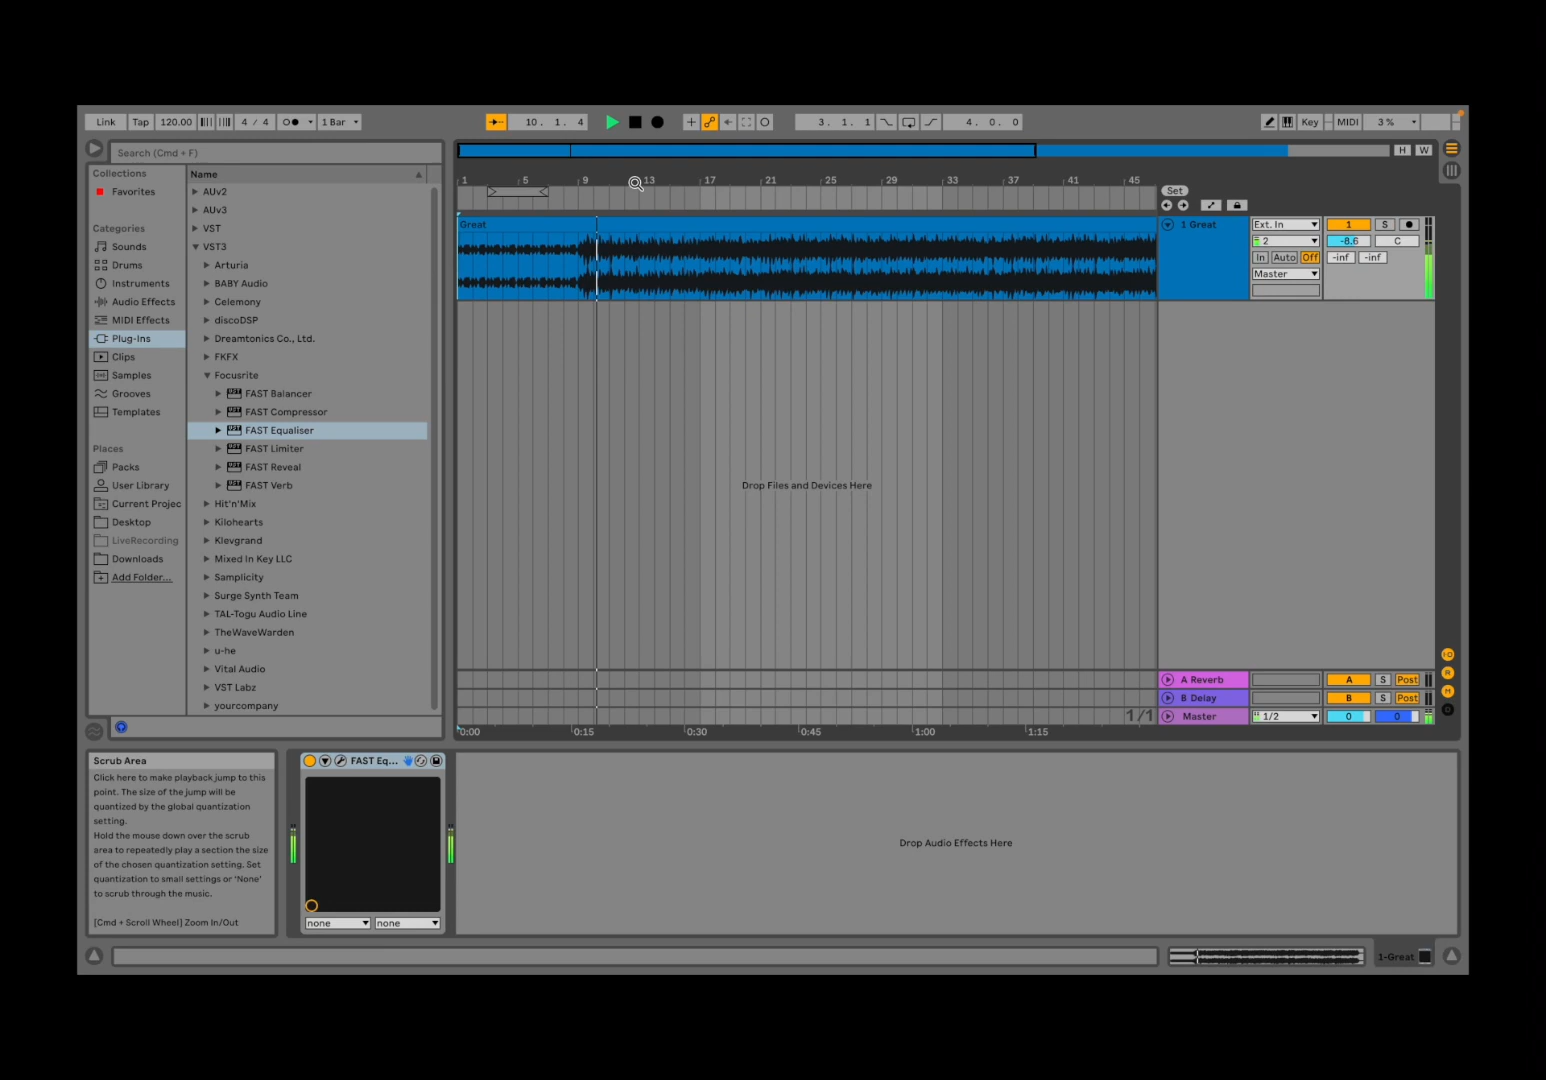 Link Tap 120.00 4 / 4 1 Bar 10. 1. 4 3. 1. 1 4. 0. 0 Key MIDI 3 %
Search (Cmd + F)
H W
Collections
Favorites
Categories
Sounds
Drums
Instruments
Audio Effects
MIDI Effects
Plug-Ins
Clips
Samples
Grooves
Templates
Places
Packs
User Library
Current Projec
Desktop
LiveRecording
Downloads
Add Folder...
Name
AUv2
AUv3
VST
VST3
Arturia
BABY Audio
Celemony
discoDSP
Dreamtonics Co., Ltd.
FKFX
Focusrite
FAST Balancer
FAST Compressor
FAST Equaliser
FAST Limiter
FAST Reveal
FAST Verb
Hit'n'Mix
Kilohearts
Klevgrand
Mixed In Key LLC
Samplicity
Surge Synth Team
TAL-Togu Audio Line
TheWaveWarden
u-he
Vital Audio
VST Labz
yourcompany
1 5 9 13 17 21 25 29 33 37 41 45
Set
Great
1 Great
Ext. In 1 S
2 -8.6 C
In Auto Off -inf -inf
Master
Drop Files and Devices Here
A Reverb A S Post
B Delay B S Post
1/1 Master 1/2 0 0
0:00 0:15 0:30 0:45 1:00 1:15
Scrub Area
Click here to make playback jump to this
point. The size of the jump will be
quantized by the global quantization
setting.
Hold the mouse down over the scrub
area to repeatedly play a section the size
of the chosen quantization setting. Set
quantization to small settings or 'None'
to scrub through the music.
[Cmd + Scroll Wheel] Zoom In/Out
FAST Eq...
none none
Drop Audio Effects Here
1-Great